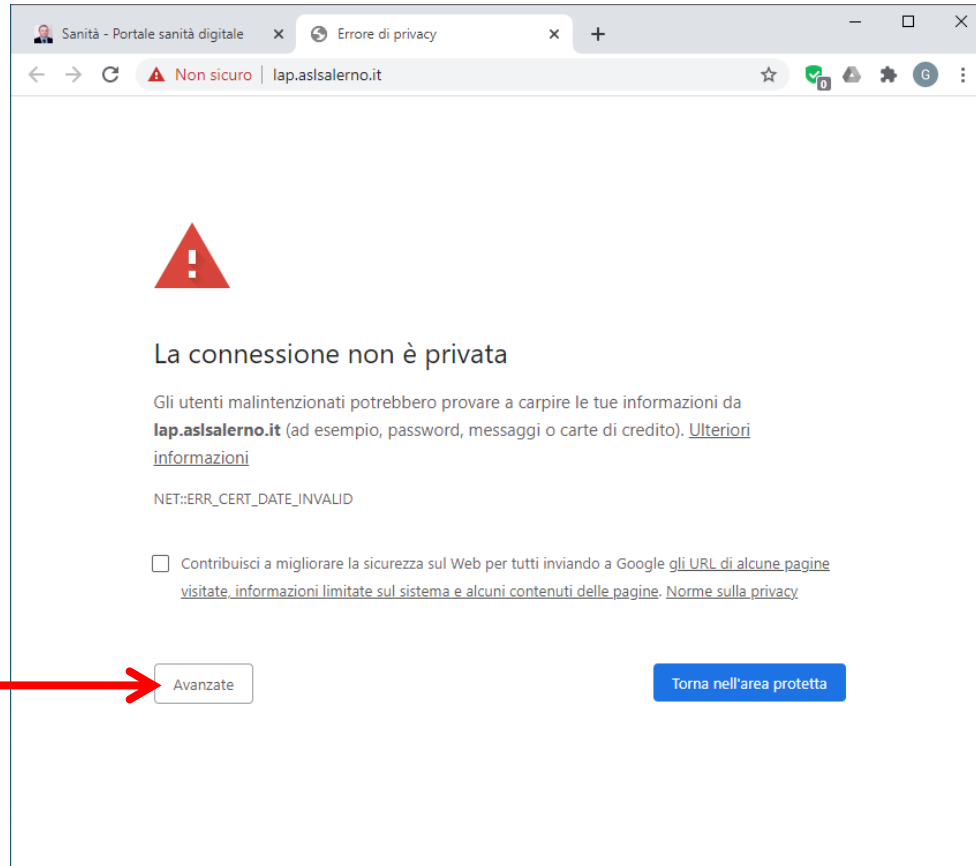 Sanità - Portale sanità digitale
Errore di privacy
Non sicuro | lap.aslsalerno.it
0
G
La connessione non è privata
Gli utenti malintenzionati potrebbero provare a carpire le tue informazioni da
lap.aslsalerno.it (ad esempio, password, messaggi o carte di credito). Ulteriori
informazioni
NET::ERR_CERT_DATE_INVALID
Contribuisci a migliorare la sicurezza sul Web per tutti inviando a Google gli URL di alcune pagine
visitate, informazioni limitate sul sistema e alcuni contenuti delle pagine. Norme sulla privacy
Avanzate
Torna nell'area protetta